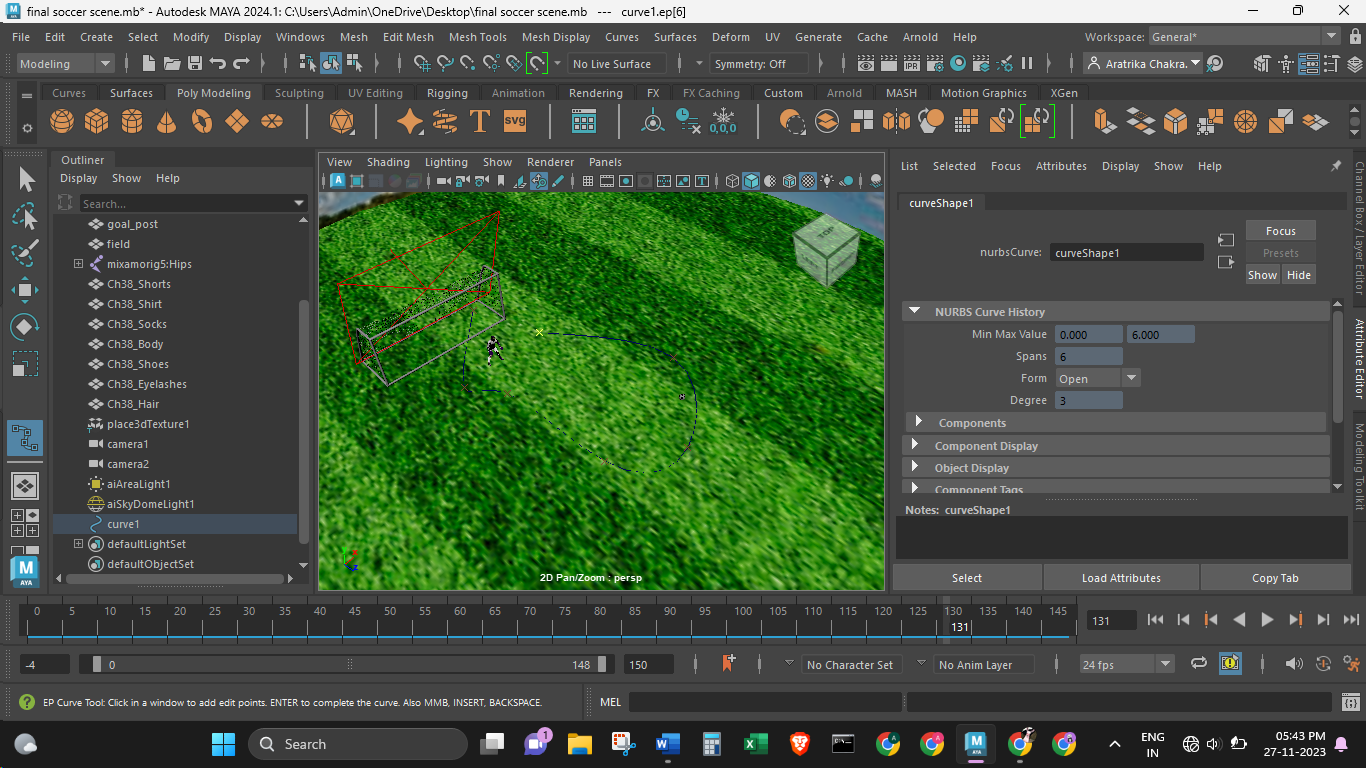 final soccer scene.mb* - Autodesk MAYA 2024.1: C:\Users\Admin\OneDrive\Desktop\final soccer scene.mb --- curve1.ep[6]
File Edit Create Select Modify Display Windows Mesh Edit Mesh Mesh Tools Mesh Display Curves Surfaces Deform UV Generate Cache Arnold Help Workspace: General*
Modeling No Live Surface Symmetry: Off IPR Aratrika Chakra.
Curves Surfaces Poly Modeling Sculpting UV Editing Rigging Animation Rendering FX FX Caching Custom Arnold MASH Motion Graphics XGen
T svg 0,0,0
Outliner
Display Show Help
Search...
goal_post
field
mixamorig5:Hips
Ch38_Shorts
Ch38_Shirt
Ch38_Socks
Ch38_Body
Ch38_Shoes
Ch38_Eyelashes
Ch38_Hair
place3dTexture1
camera1
camera2
aiAreaLight1
aiSkyDomeLight1
curve1
defaultLightSet
defaultObjectSet
M
AYA
View Shading Lighting Show Renderer Panels
2D Pan/Zoom : persp
List Selected Focus Attributes Display Show Help
curveShape1
nurbsCurve: curveShape1
Focus
Presets
Show Hide
NURBS Curve History
Min Max Value 0.000 6.000
Spans 6
Form Open
Degree 3
Components
Component Display
Object Display
Component Tags
Notes: curveShape1
Select Load Attributes Copy Tab
Channel Box / Layer Editor
Attribute Editor
Modeling Toolkit
0 5 10 15 20 25 30 35 40 45 50 55 60 65 70 75 80 85 90 95 100 105 110 115 120 125 130 135 140 145
131 131
-4 0 148 150 No Character Set No Anim Layer 24 fps
EP Curve Tool: Click in a window to add edit points. ENTER to complete the curve. Also MMB, INSERT, BACKSPACE. MEL
Search 1 ENG IN 05:43 PM
27-11-2023